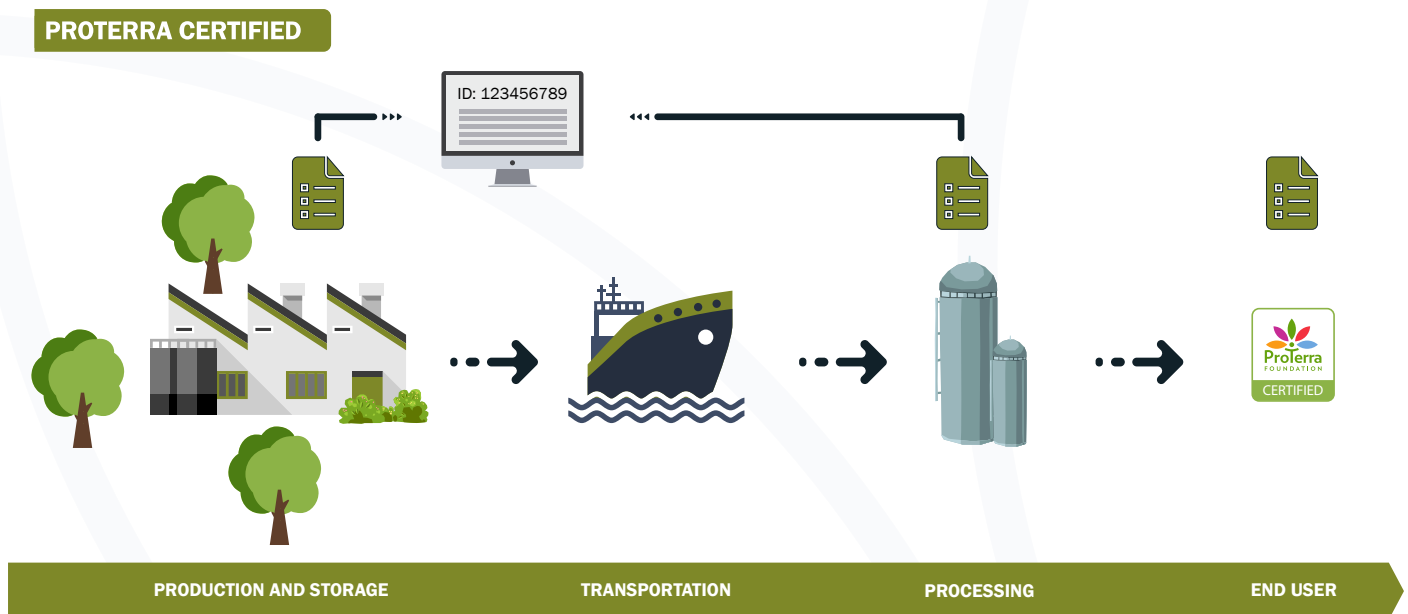 PROTERRA CERTIFIED
ID: 123456789
ProTerra
FOUNDATION
CERTIFIED
PRODUCTION AND STORAGE
TRANSPORTATION
PROCESSING
END USER